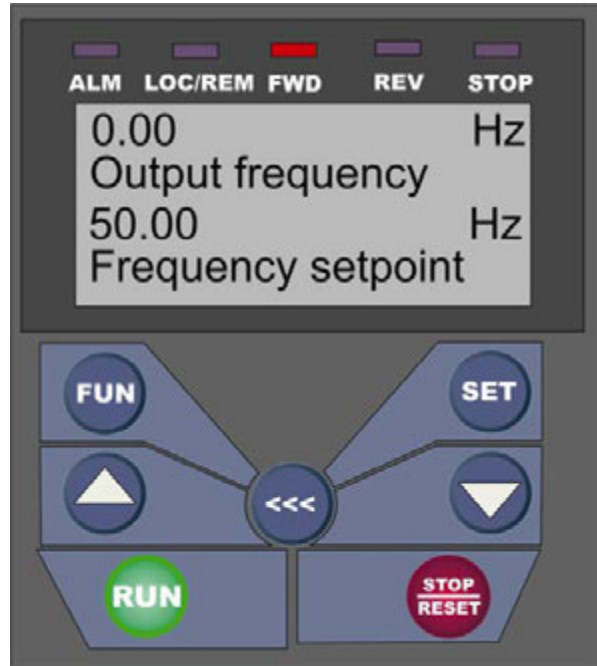 ALM LOC/REM FWD REV STOP
0.00 Hz
Output frequency
50.00 Hz
Frequency setpoint
FUN SET
<<<
RUN STOP
RESET